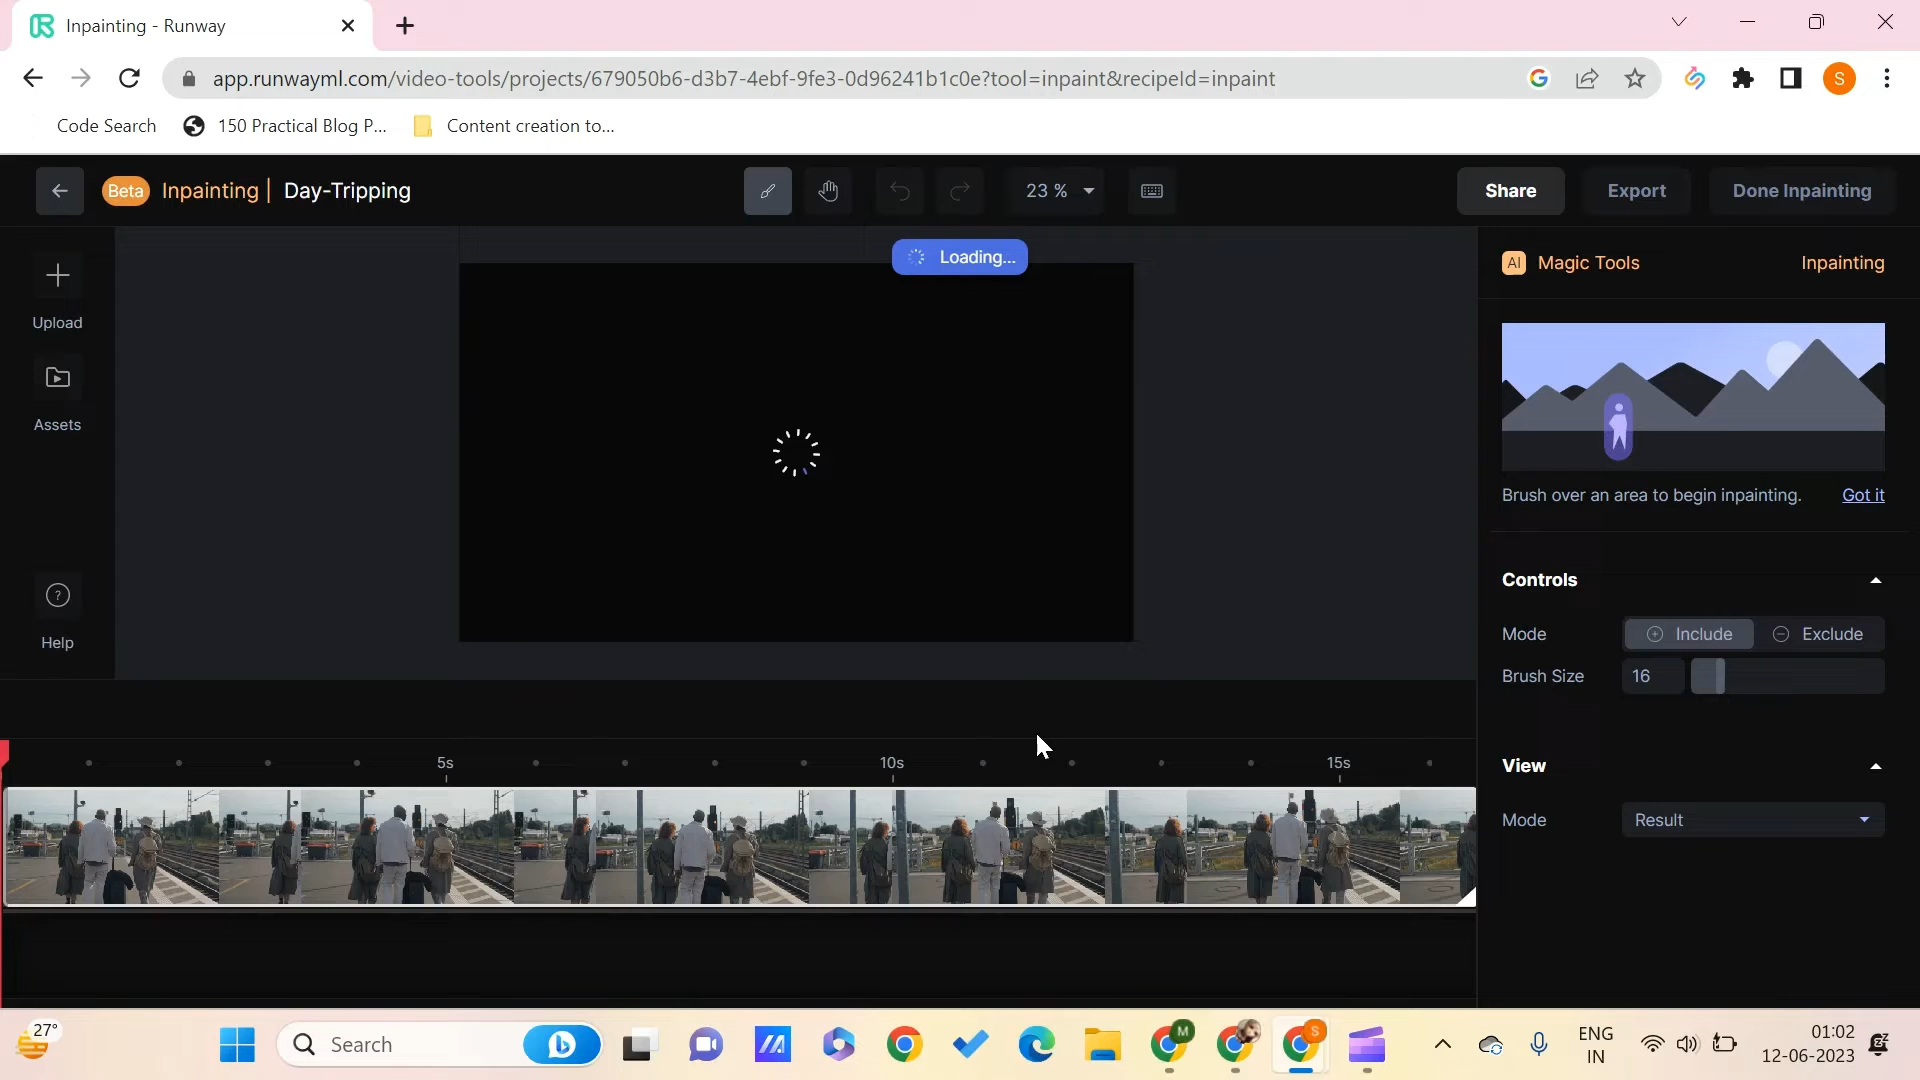 Inpainting - Runway
app.runwayml.com/video-tools/projects/679050b6-d3b7-4ebf-9fe3-0d96241b1c0e?tool=inpaint&recipeId=inpaint
S
Code Search
150 Practical Blog P...
Content creation to...
Beta Inpainting | Day-Tripping
23 %
Share
Export
Done Inpainting
Loading...
Upload
Assets
Help
AI Magic Tools
Inpainting
Brush over an area to begin inpainting. Got it
Controls
Mode Include Exclude
Brush Size 16
View
Mode Result
5s 10s 15s
27°
Search
M
S
ENG
IN
01:02
12-06-2023